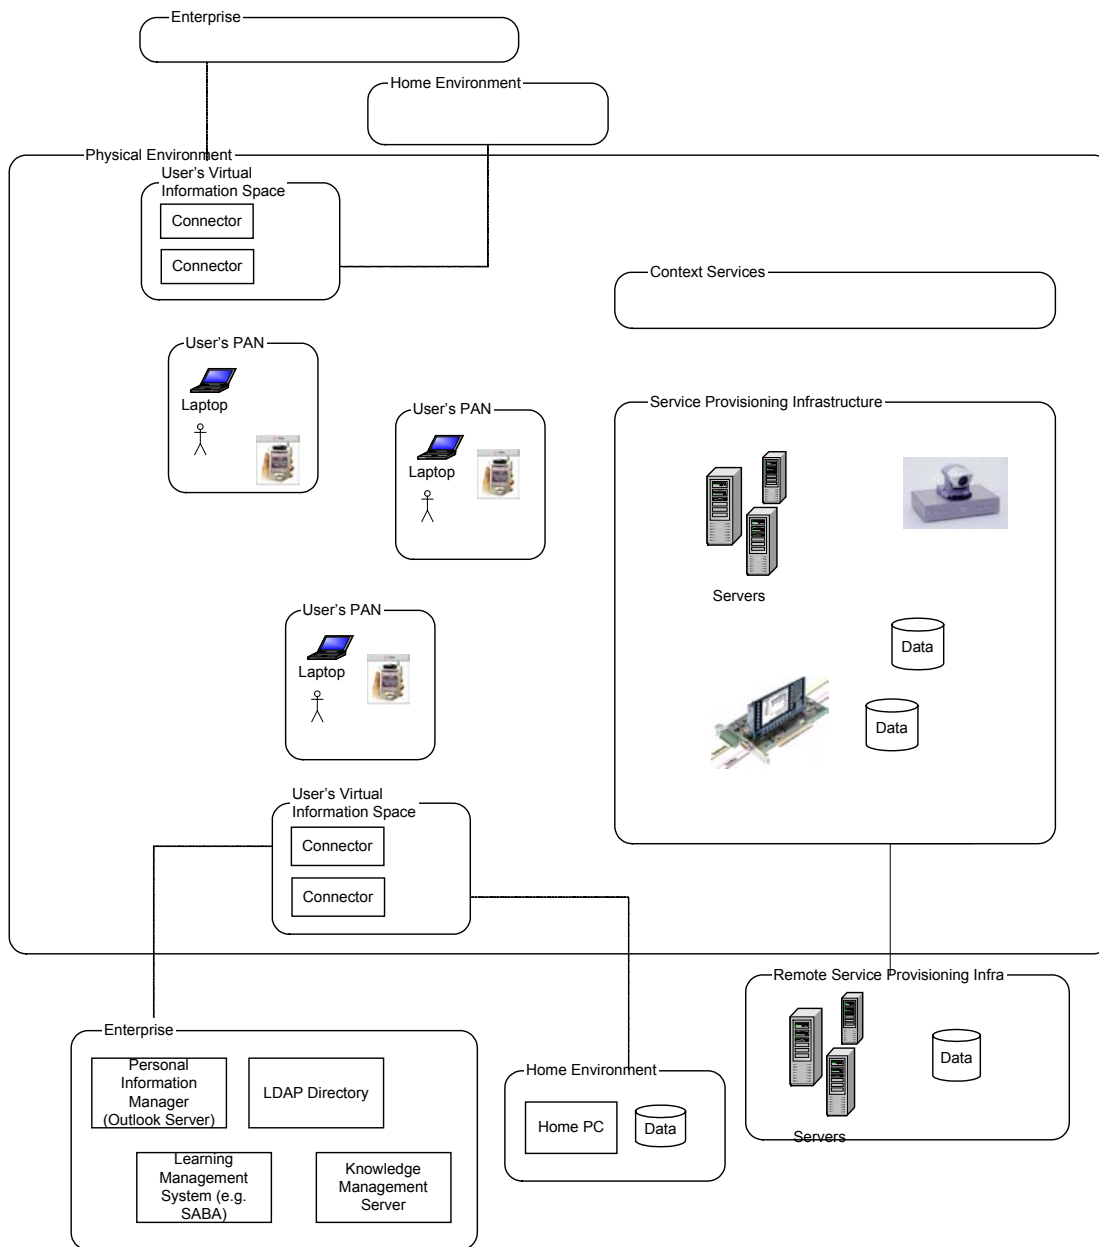 Enterprise
Home Environment
Physical Environment
User's Virtual
Information Space
Connector
Connector
Context Services
User's PAN
Laptop
User's PAN
Laptop
Service Provisioning Infrastructure
Servers
User's PAN
Laptop
Data
Data
User's Virtual
Information Space
Connector
Connector
Remote Service Provisioning Infra
Servers
Data
Enterprise
Personal
Information
Manager
(Outlook Server)
LDAP Directory
Learning
Management
System (e.g.
SABA)
Knowledge
Management
Server
Home Environment
Home PC
Data